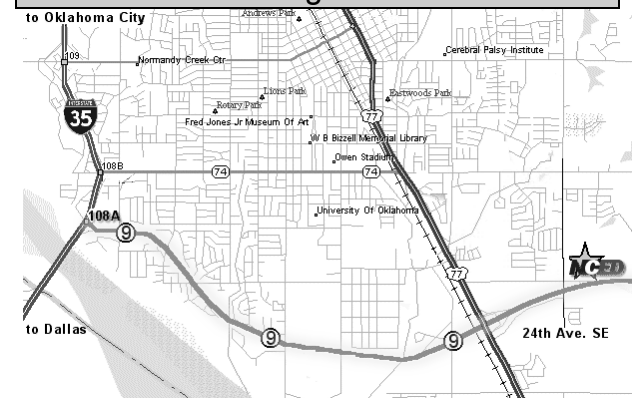 to Oklahoma City
Andrews Park
109
Normandy Creek Ctr
Cerebral Palsy Institute
INTERSTATE
35
Lions Park
Eastwoods Park
Rotary Park
77
Fred Jones Jr Museum Of Art
W B Bizzell Memorial Library
Owen Stadium
108B
74
74
University Of Oklahoma
108A
9
77
NCED
to Dallas
9
9
24th Ave. SE